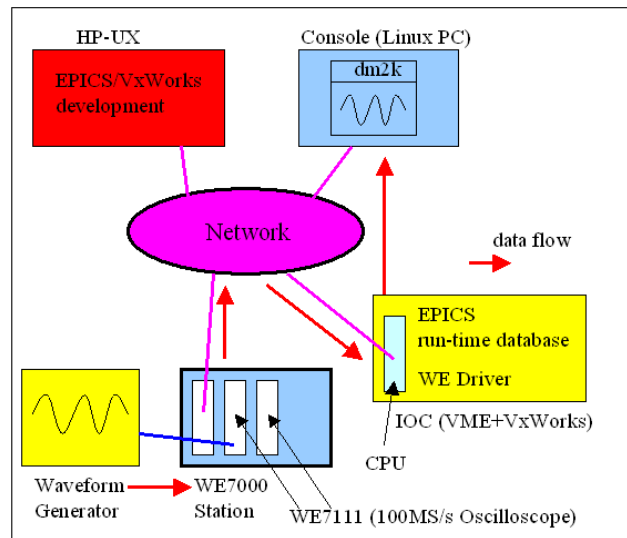 HP-UX
Console (Linux PC)
EPICS/VxWorks
development
dm2k
Network
data flow
EPICS
run-time database
WE Driver
IOC (VME+VxWorks)
CPU
Waveform
Generator
WE7000
Station
WE7111 (100MS/s Oscilloscope)